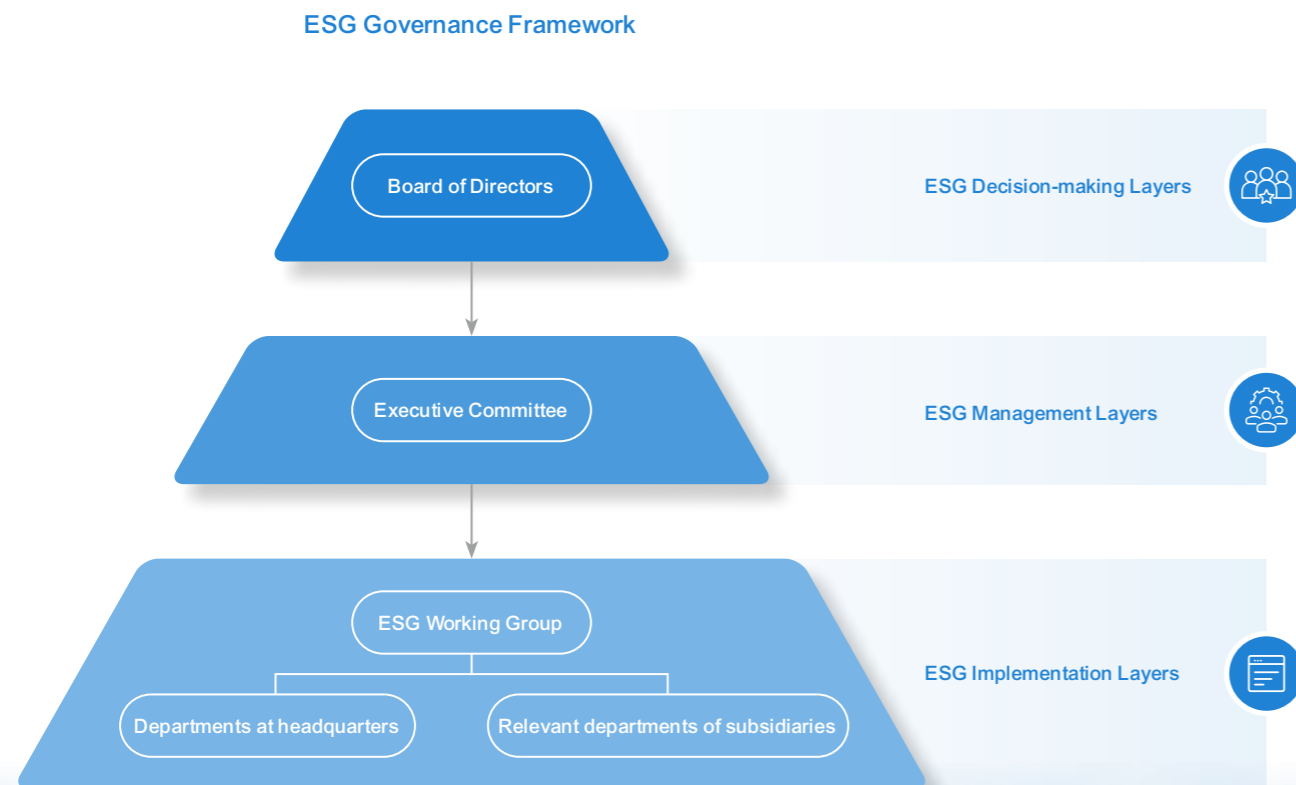 ESG Governance Framework
Board of Directors
ESG Decision-making Layers
Executive Committee
ESG Management Layers
ESG Working Group
ESG Implementation Layers
Departments at headquarters
Relevant departments of subsidiaries